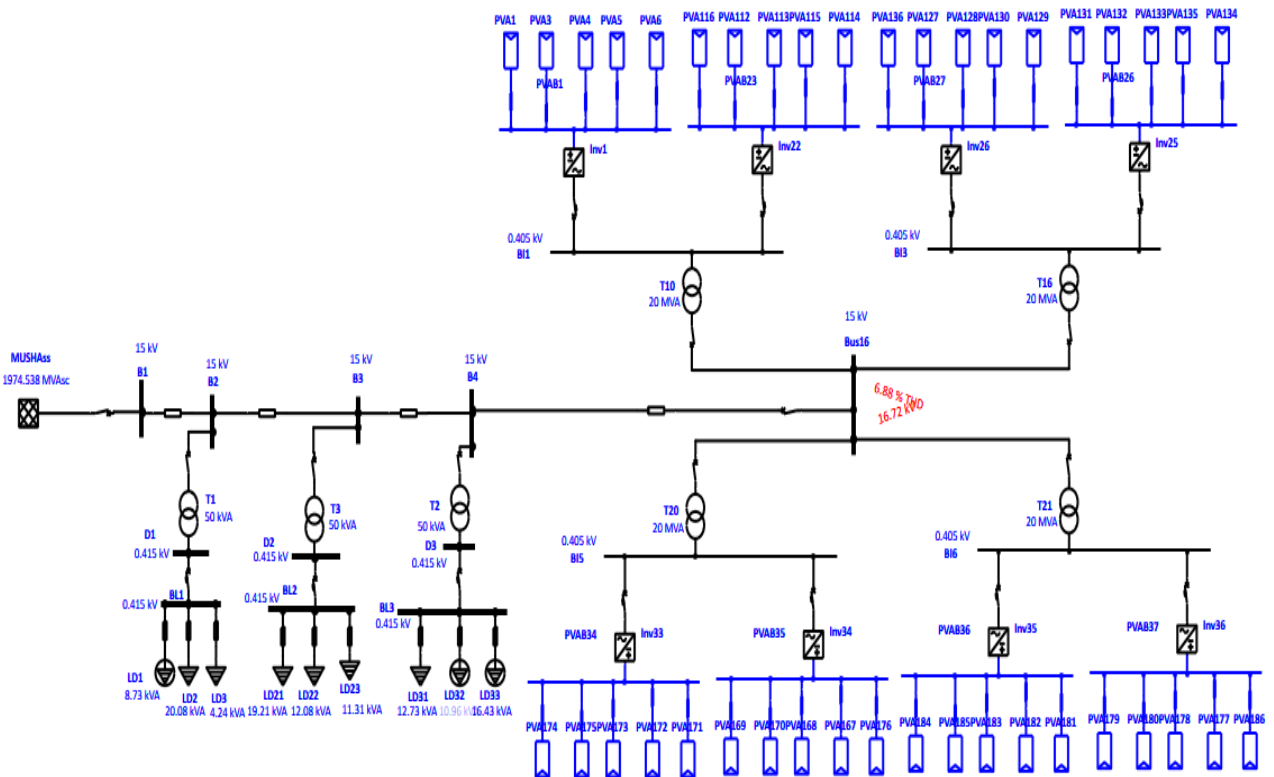 PVA1 PVA3 PVA4 PVA5 PVA6 PVA116 PVA112 PVA113 PVA115 PVA114 PVA136 PVA127 PVA128 PVA130 PVA129 PVA131 PVA132 PVA133 PVA135 PVA134
PVAB1 PVAB23 PVAB27 PVAB26
Inv1 Inv22 Inv26 Inv25
0.405 kV 0.405 kV
BI1 BI3
T10 T16
20 MVA 20 MVA
15 kV
Bus16
6.88 % THD
16.72 kV
MUSHAss
1974.538 MVAsc
15 kV 15 kV 15 kV 15 kV
B1 B2 B3 B4
T1 T3 T2
50 kVA 50 kVA 50 kVA
D1 D2 D3
0.415 kV 0.415 kV 0.415 kV
BL1 BL2 BL3
0.415 kV 0.415 kV 0.415 kV
LD1 LD2 LD3 LD21 LD22 LD23 LD31 LD32 LD33
8.73 kVA 20.08 kVA 4.24 kVA 19.21 kVA 12.08 kVA 11.31 kVA 12.73 kVA 10.96 kVA 16.43 kVA
T20 T21
20 MVA 20 MVA
0.405 kV 0.405 kV
BI5 BI6
PVAB34 Inv33 PVAB35 Inv34 PVAB36 Inv35 PVAB37 Inv36
PVA174 PVA175 PVA173 PVA172 PVA171 PVA169 PVA170 PVA168 PVA167 PVA176 PVA184 PVA185 PVA183 PVA182 PVA181 PVA179 PVA180 PVA178 PVA177 PVA186